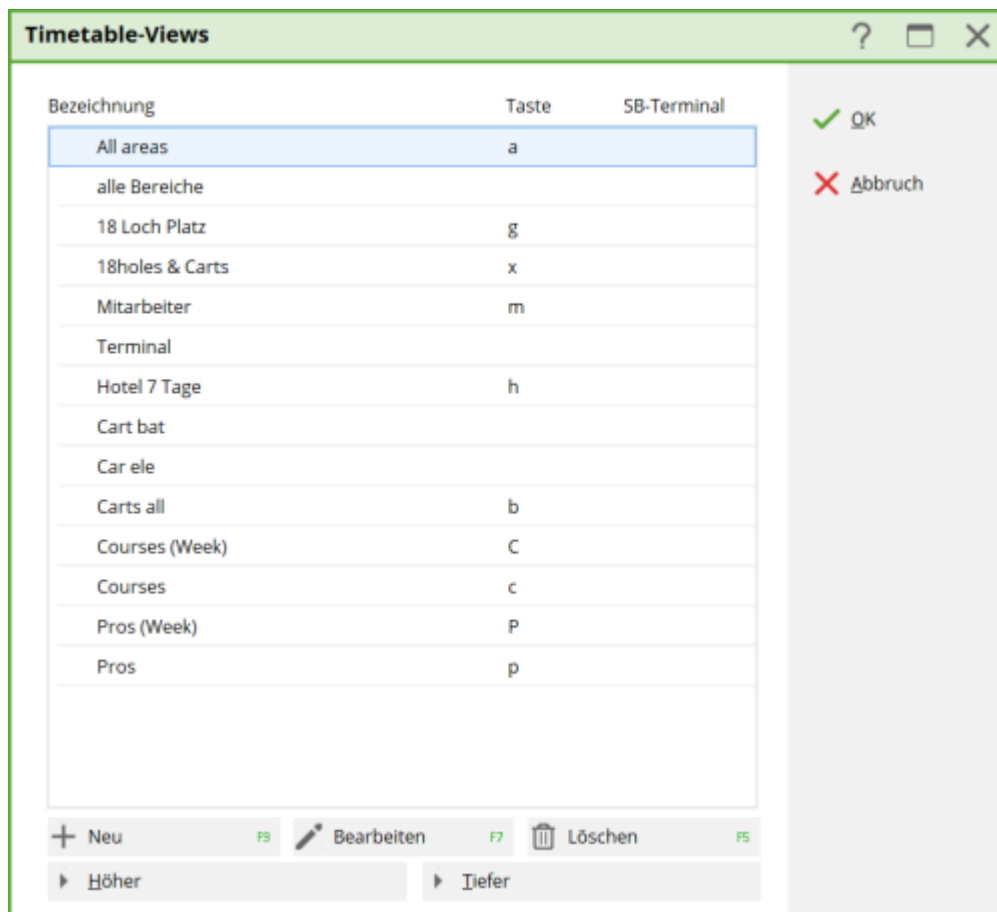 Timetable-Views
Bezeichnung Taste SB-Terminal
All areas a
alle Bereiche
18 Loch Platz g
18holes & Carts x
Mitarbeiter m
Terminal
Hotel 7 Tage h
Cart bat
Car ele
Carts all b
Courses (Week) C
Courses c
Pros (Week) P
Pros p
OK
Abbruch
Neu F9 Bearbeiten F7 Löschen F5
Höher Tiefer